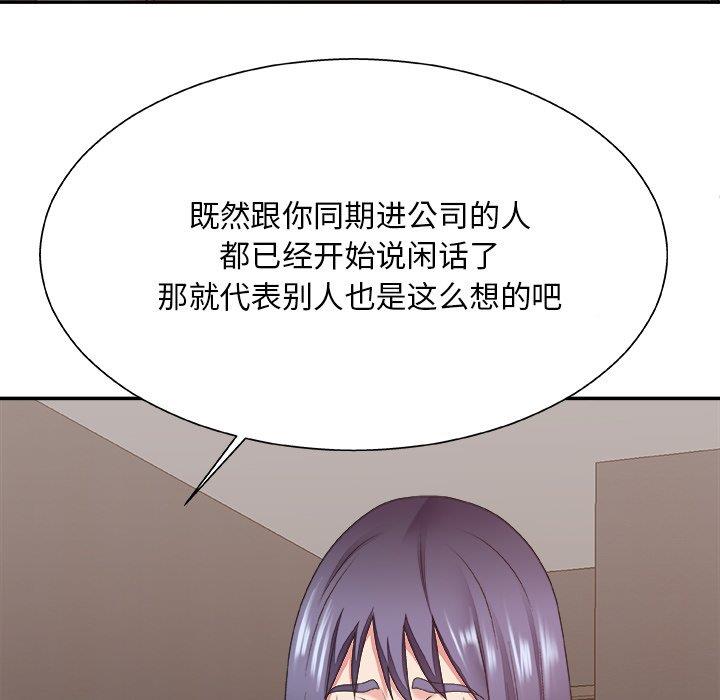 既然跟你同期进公司的人
都已经开始说闲话了
那就代表别人也是这么想的吧